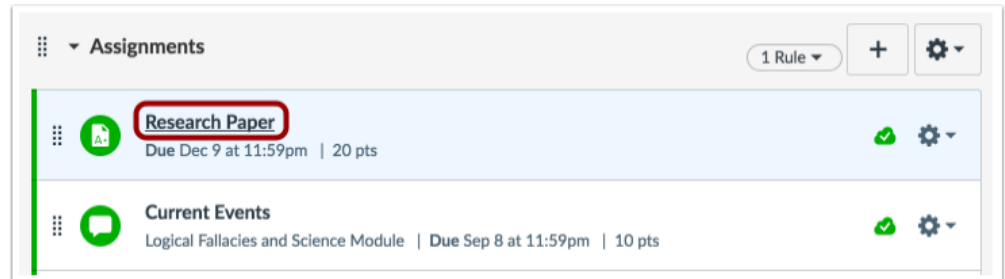 Assignments
1 Rule
Research Paper
Due Dec 9 at 11:59pm | 20 pts
Current Events
Logical Fallacies and Science Module | Due Sep 8 at 11:59pm | 10 pts